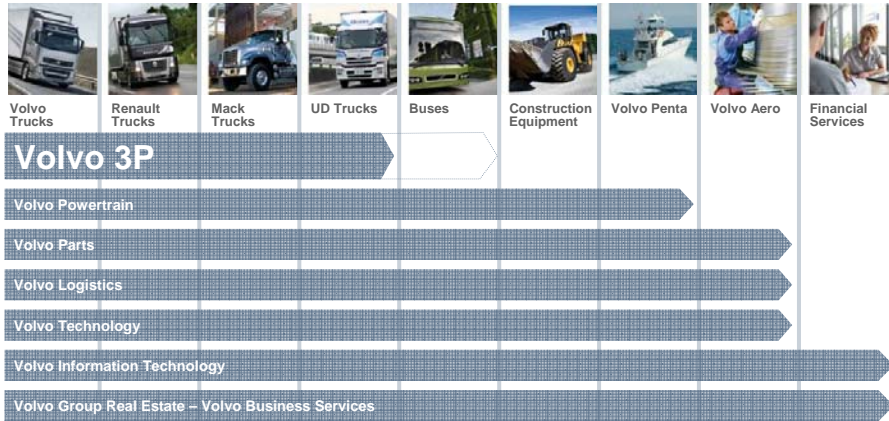 Volvo Trucks
Renault Trucks
Mack Trucks
UD Trucks
Buses
Construction Equipment
Volvo Penta
Volvo Aero
Financial Services
Volvo 3P
Volvo Powertrain
Volvo Parts
Volvo Logistics
Volvo Technology
Volvo Information Technology
Volvo Group Real Estate – Volvo Business Services